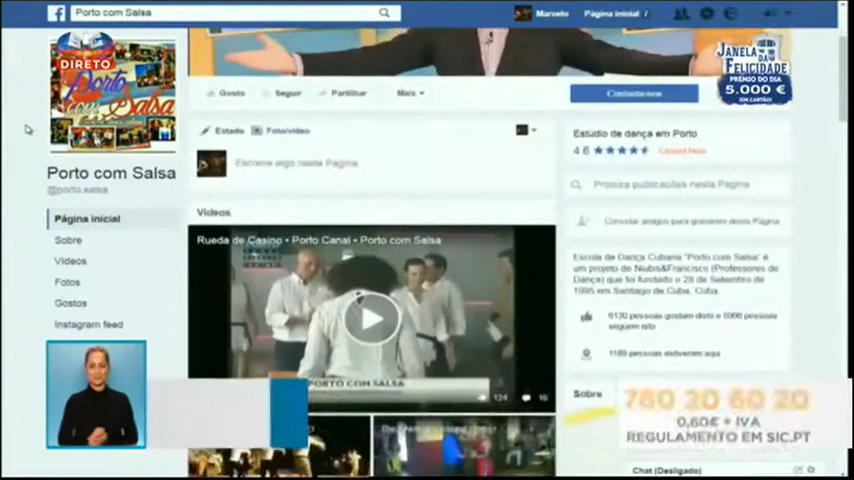 Porto com Salsa
Marcelo
Página inicial 7
DIRETO
Porto
com Salsa
JANELA
DA
FELICIDADE
PRÉMIO DO DIA
5.000 €
(EM CARTÃO)
Gosto
Seguir
Partilhar
Mais
Contacta-nos
Estado
Foto/vídeo
Escreve algo nesta Página
Porto com Salsa
@porto.salsa
Página inicial
Sobre
Vídeos
Fotos
Gostos
Instagram feed
Vídeos
Rueda de Casino • Porto Canal • Porto com Salsa
PORTO COM SALSA
124
16
Estúdio de dança em Porto
4.6
Closed Now
Procura publicações nesta Página
Convidar amigos para gostarem desta Página
Escola de Dança Cubana "Porto com Salsa" é
um projeto de Niubis&Francisco (Professores de
Dança) que foi fundado o 28 de Setembro de
1995 em Santiago de Cuba, Cuba.
6130 pessoas gostam disto e
pessoas
seguem isto
pessoas estiveram aqui
Sobre
760 20 60 20
0,60€ + IVA
REGULAMENTO EM SIC.PT
Chat (Desligado)